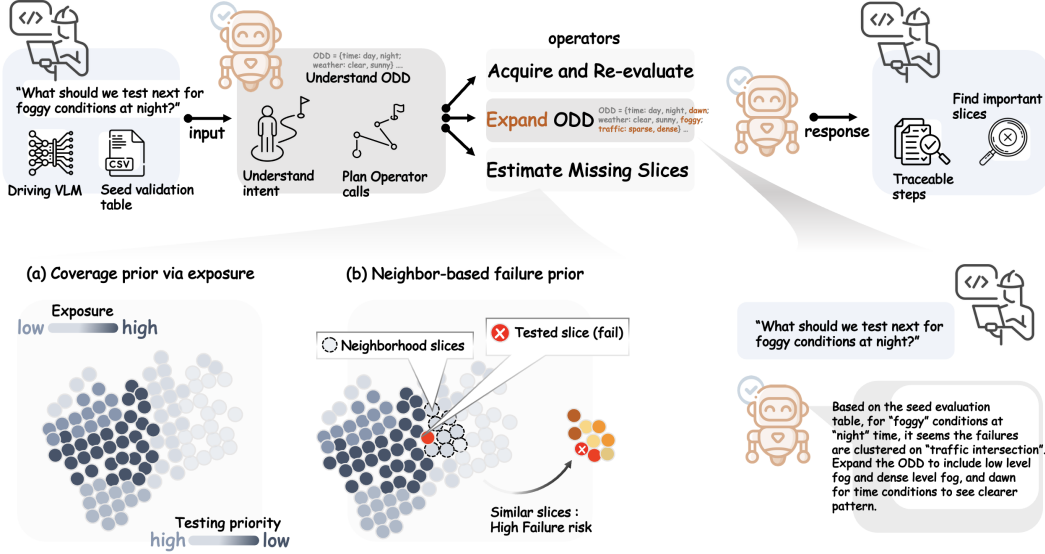 </>
"What should we test next for
foggy conditions at night?"
CSV
Driving VLM
Seed validation
table
input
ODD = {time: day, night;
weather: clear, sunny} ....
Understand ODD
Understand
intent
Plan Operator
calls
operators
Acquire and Re-evaluate
Expand ODD
ODD = {time: day, night, dawn;
weather: clear, sunny, foggy;
traffic: sparse, dense} ...
Estimate Missing Slices
response
</>
Find important
slices
Traceable
steps
(a) Coverage prior via exposure
Exposure
low high
Testing priority
high low
(b) Neighbor-based failure prior
Neighborhood slices
Tested slice (fail)
Similar slices :
High Failure risk
</>
"What should we test next for
foggy conditions at night?"
Based on the seed evaluation
table, for "foggy" conditions at
"night" time, it seems the failures
are clustered on "traffic intersection".
Expand the ODD to include low level
fog and dense level fog, and dawn
for time conditions to see clearer
pattern.